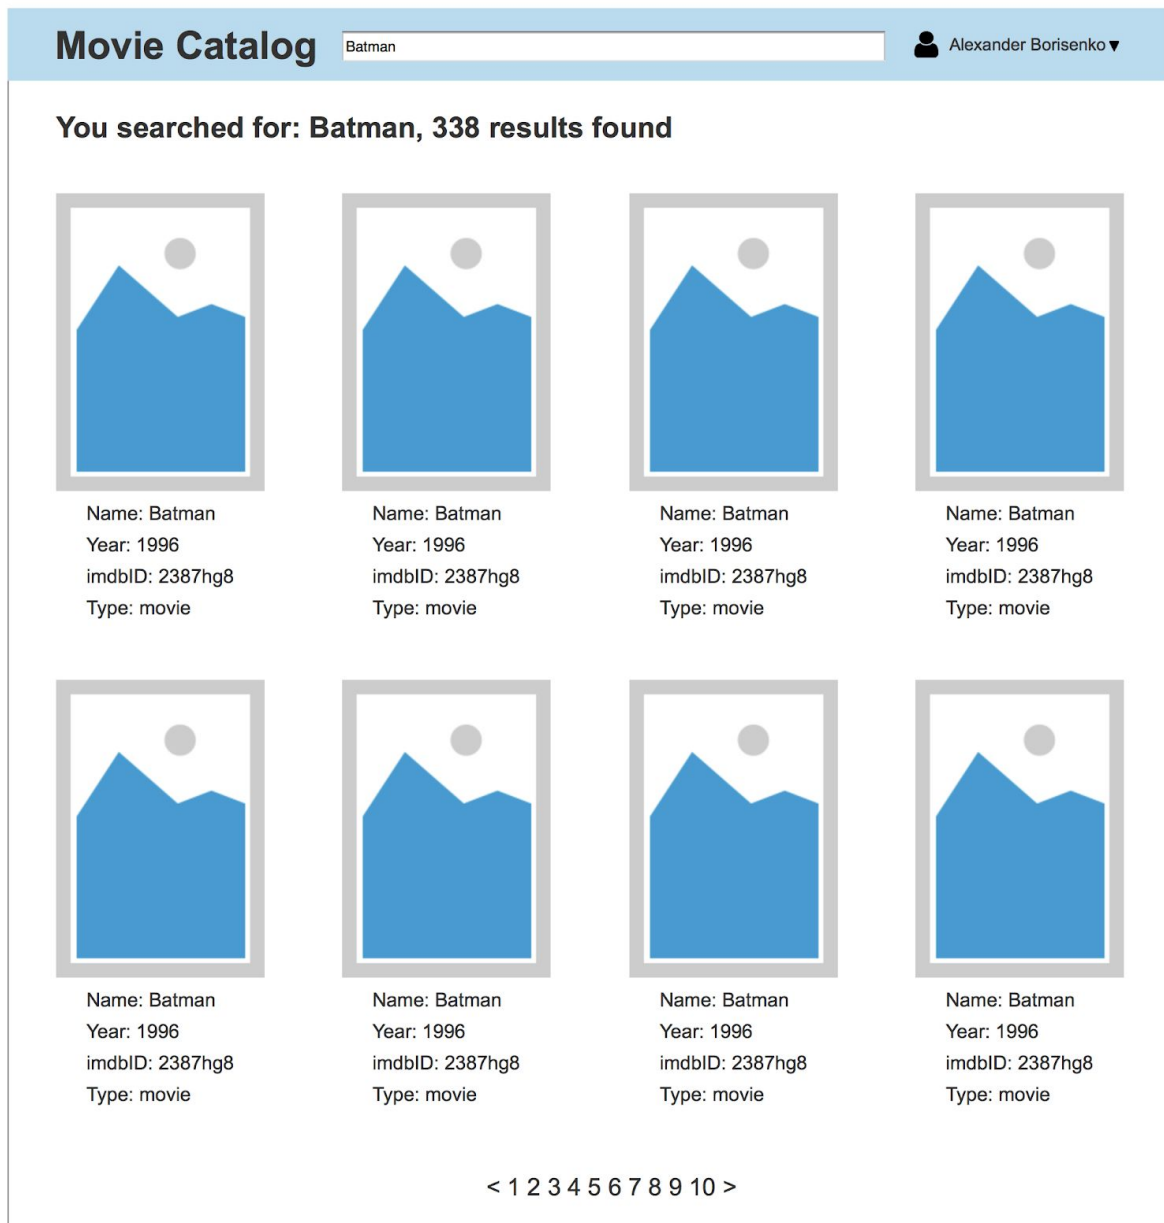 Movie Catalog Batman Alexander Borisenko ▼
You searched for: Batman, 338 results found
Name: Batman
Year: 1996
imdbID: 2387hg8
Type: movie
Name: Batman
Year: 1996
imdbID: 2387hg8
Type: movie
Name: Batman
Year: 1996
imdbID: 2387hg8
Type: movie
Name: Batman
Year: 1996
imdbID: 2387hg8
Type: movie
Name: Batman
Year: 1996
imdbID: 2387hg8
Type: movie
Name: Batman
Year: 1996
imdbID: 2387hg8
Type: movie
Name: Batman
Year: 1996
imdbID: 2387hg8
Type: movie
Name: Batman
Year: 1996
imdbID: 2387hg8
Type: movie
< 1 2 3 4 5 6 7 8 9 10 >